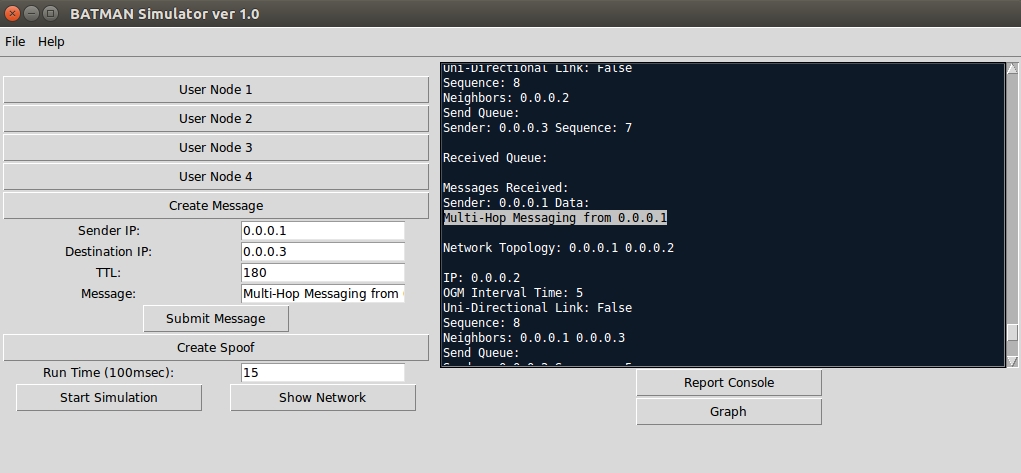 BATMAN Simulator ver 1.0
File Help
User Node 1
User Node 2
User Node 3
User Node 4
Create Message
Sender IP: 0.0.0.1
Destination IP: 0.0.0.3
TTL: 180
Message: Multi-Hop Messaging from
Submit Message
Create Spoof
Run Time (100msec): 15
Start Simulation Show Network
Uni-Directional Link: False
Sequence: 8
Neighbors: 0.0.0.2
Send Queue:
Sender: 0.0.0.3 Sequence: 7
Received Queue:
Messages Received:
Sender: 0.0.0.1 Data:
Multi-Hop Messaging from 0.0.0.1
Network Topology: 0.0.0.1 0.0.0.2
IP: 0.0.0.2
OGM Interval Time: 5
Uni-Directional Link: False
Sequence: 8
Neighbors: 0.0.0.1 0.0.0.3
Send Queue:
Report Console
Graph